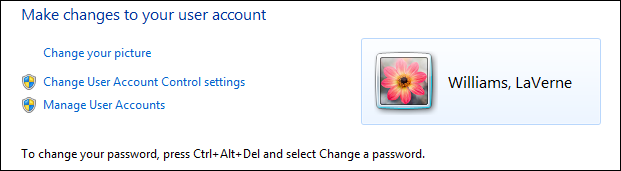 Make changes to your user account
Change your picture
Change User Account Control settings
Manage User Accounts
Williams, LaVerne
To change your password, press Ctrl+Alt+Del and select Change a password.